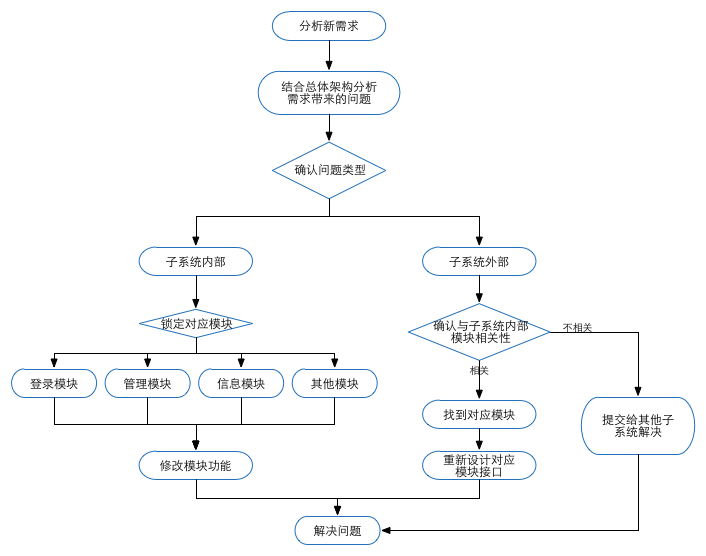 分析新需求
结合总体架构分析
需求带来的问题
确认问题类型
子系统内部
子系统外部
锁定对应模块
确认与子系统内部
模块相关性
不相关
相关
登录模块
管理模块
信息模块
其他模块
找到对应模块
提交给其他子
系统解决
修改模块功能
重新设计对应
模块接口
解决问题